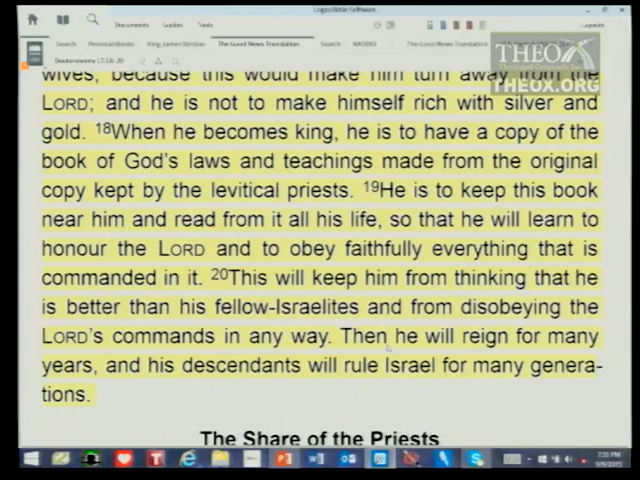 Logos Bible Software
Documents Guides Tools
Layouts
Search Personal Books King James Version The Good News Translation Search NATIONS The Good News Translation
Deuteronomy 17:18–20
THEOX
THEOX.ORG
wives, because this would make him turn away from the
LORD; and he is not to make himself rich with silver and
gold. 18When he becomes king, he is to have a copy of the
book of God's laws and teachings made from the original
copy kept by the levitical priests. 19He is to keep this book
near him and read from it all his life, so that he will learn to
honour the LORD and to obey faithfully everything that is
commanded in it. 20This will keep him from thinking that he
is better than his fellow-Israelites and from disobeying the
LORD's commands in any way. Then he will reign for many
years, and his descendants will rule Israel for many genera-
tions.
The Share of the Priests